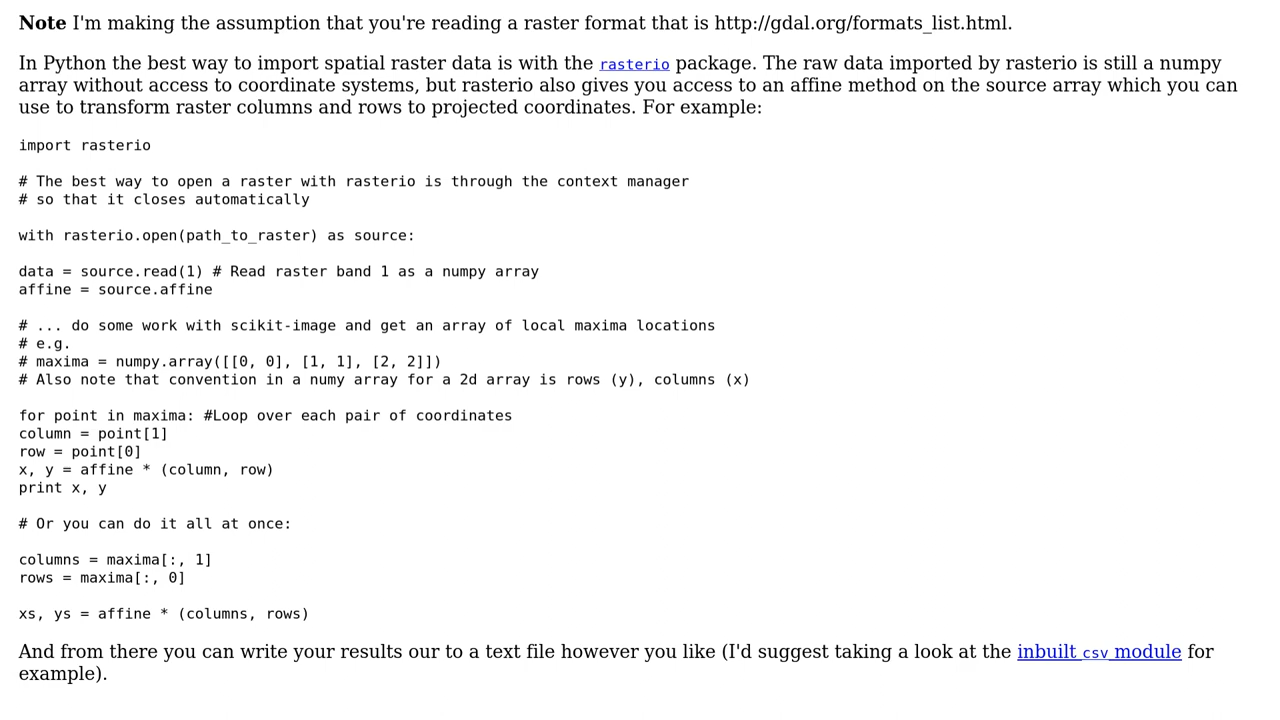 Note I'm making the assumption that you're reading a raster format that is http://gdal.org/formats_list.html.
In Python the best way to import spatial raster data is with the rasterio package. The raw data imported by rasterio is still a numpy
array without access to coordinate systems, but rasterio also gives you access to an affine method on the source array which you can
use to transform raster columns and rows to projected coordinates. For example:
import rasterio
# The best way to open a raster with rasterio is through the context manager
# so that it closes automatically
with rasterio.open(path_to_raster) as source:
data = source.read(1) # Read raster band 1 as a numpy array
affine = source.affine
# ... do some work with scikit-image and get an array of local maxima locations
# e.g.
# maxima = numpy.array([[0, 0], [1, 1], [2, 2]])
# Also note that convention in a numy array for a 2d array is rows (y), columns (x)
for point in maxima: #Loop over each pair of coordinates
column = point[1]
row = point[0]
x, y = affine * (column, row)
print x, y
# Or you can do it all at once:
columns = maxima[:, 1]
rows = maxima[:, 0]
xs, ys = affine * (columns, rows)
And from there you can write your results our to a text file however you like (I'd suggest taking a look at the inbuilt csv module for
example).